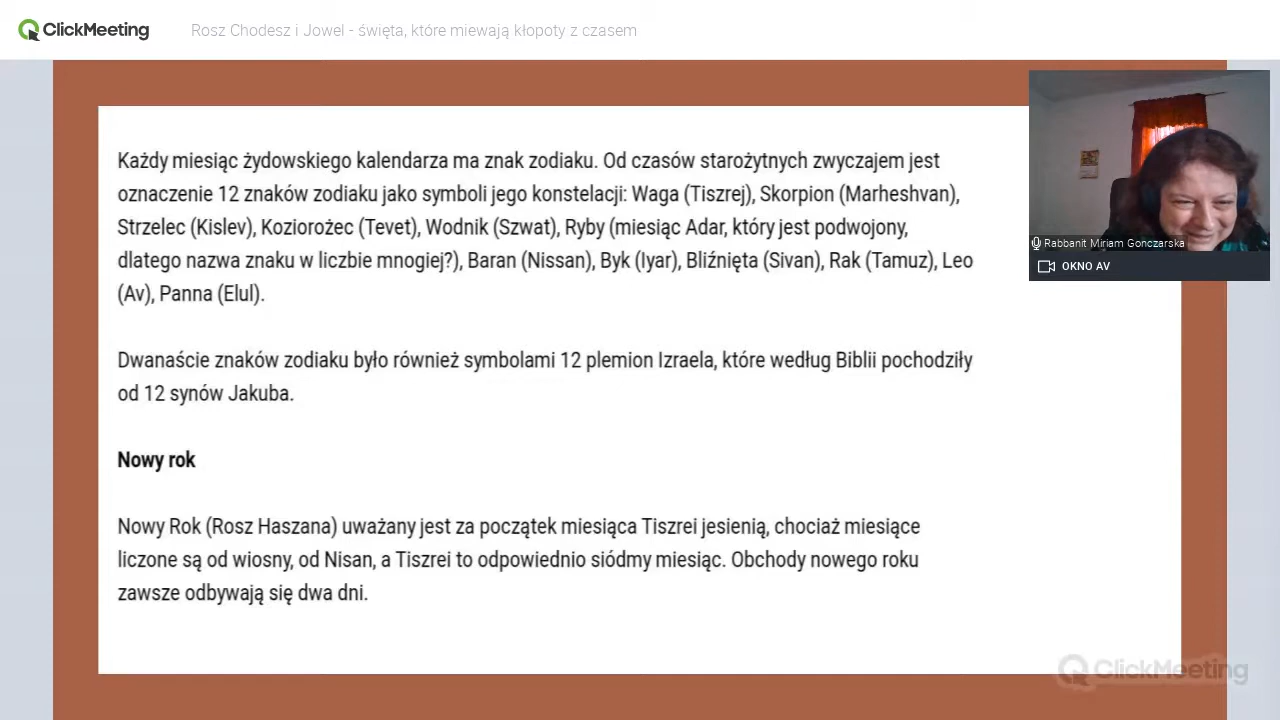 ClickMeeting
Rosz Chodesz i Jowel - święta, które miewają kłopoty z czasem
Każdy miesiąc żydowskiego kalendarza ma znak zodiaku. Od czasów starożytnych zwyczajem jest
oznaczenie 12 znaków zodiaku jako symboli jego konstelacji: Waga (Tiszrej), Skorpion (Marheshvan),
Strzelec (Kislev), Koziorożec (Tevet), Wodnik (Szwat), Ryby (miesiąc Adar, który jest podwojony,
dlatego nazwa znaku w liczbie mnogiej?), Baran (Nissan), Byk (Iyar), Bliźnięta (Sivan), Rak (Tamuz), Leo
(Av), Panna (Elul).
Dwanaście znaków zodiaku było również symbolami 12 plemion Izraela, które według Biblii pochodziły
od 12 synów Jakuba.
Nowy rok
Nowy Rok (Rosz Haszana) uważany jest za początek miesiąca Tiszrei jesienią, chociaż miesiące
liczone są od wiosny, od Nisan, a Tiszrei to odpowiednio siódmy miesiąc. Obchody nowego roku
zawsze odbywają się dwa dni.
Rabbanit Miriam Gonczarska
OKNO AV
ClickMeeting